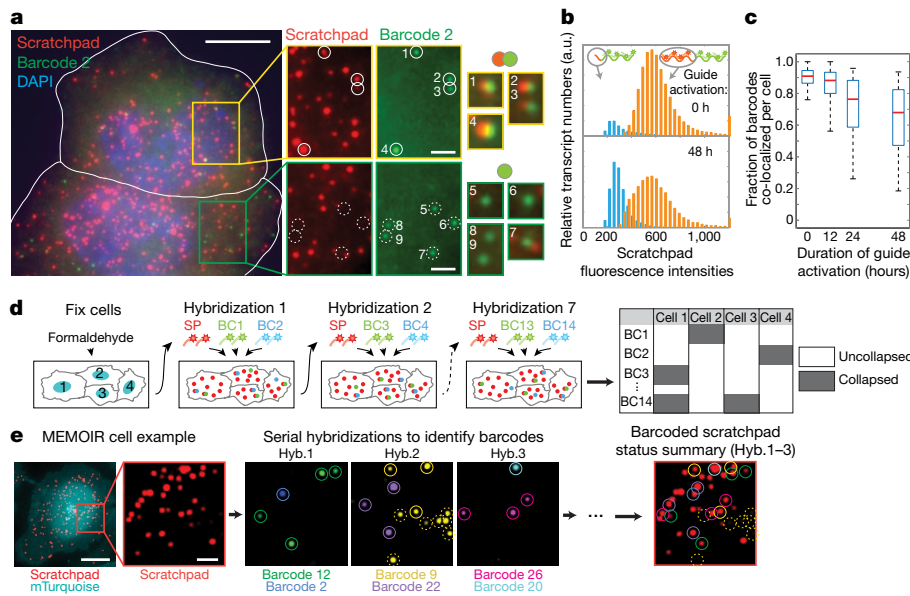 a
Scratchpad
Barcode 2
DAPI
Scratchpad
Barcode 2
1
2
3
4
1
2
3
4
5
6
8
9
7
5
6
8
9
7
b
Relative transcript numbers (a.u.)
Guide
activation:
0 h
48 h
0 200 600 1,000
Scratchpad
fluorescence intensities
c
Fraction of barcodes
co-localized per cell
1.0
0.8
0.6
0.4
0.2
0
0 12 24 48
Duration of guide
activation (hours)
d
Fix cells
Formaldehyde
1
2
3
4
Hybridization 1
SP BC1 BC2
Hybridization 2
SP BC3 BC4
Hybridization 7
SP BC13 BC14
Cell 1 Cell 2 Cell 3 Cell 4
BC1
BC2
BC3
⋮
BC14
Uncollapsed
Collapsed
e
MEMOIR cell example
Scratchpad
mTurquoise
Scratchpad
Serial hybridizations to identify barcodes
Hyb.1
Hyb.2
Hyb.3
Barcode 12
Barcode 2
Barcode 9
Barcode 22
Barcode 26
Barcode 20
...
Barcoded scratchpad
status summary (Hyb.1–3)